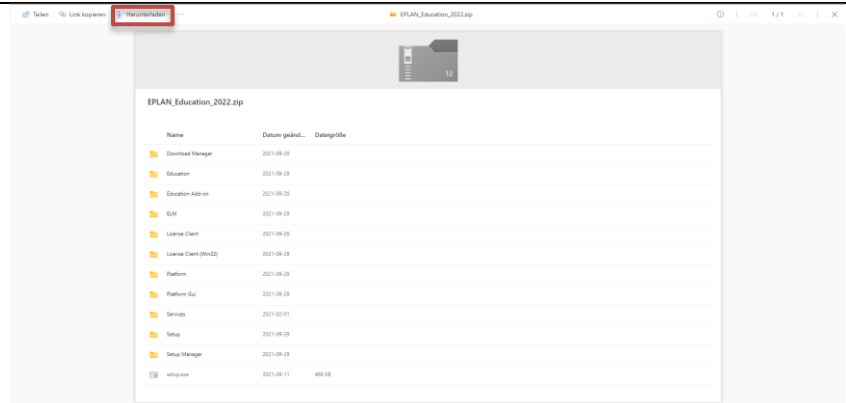 Teilen Link kopieren Herunterladen ... EPLAN_Education_2022.zip 1 / 1
12
EPLAN_Education_2022.zip
Name Datum geänd... Dateigröße
Download Manager 2021-09-29
Education 2021-09-29
Education Add-on 2021-09-29
ELM 2021-09-29
License Client 2021-09-29
License Client (Win32) 2021-09-29
Platform 2021-09-29
Platform Gui 2021-09-29
Services 2021-02-01
Setup 2021-09-29
Setup Manager 2021-09-29
setup.exe 2021-09-11 460 KB